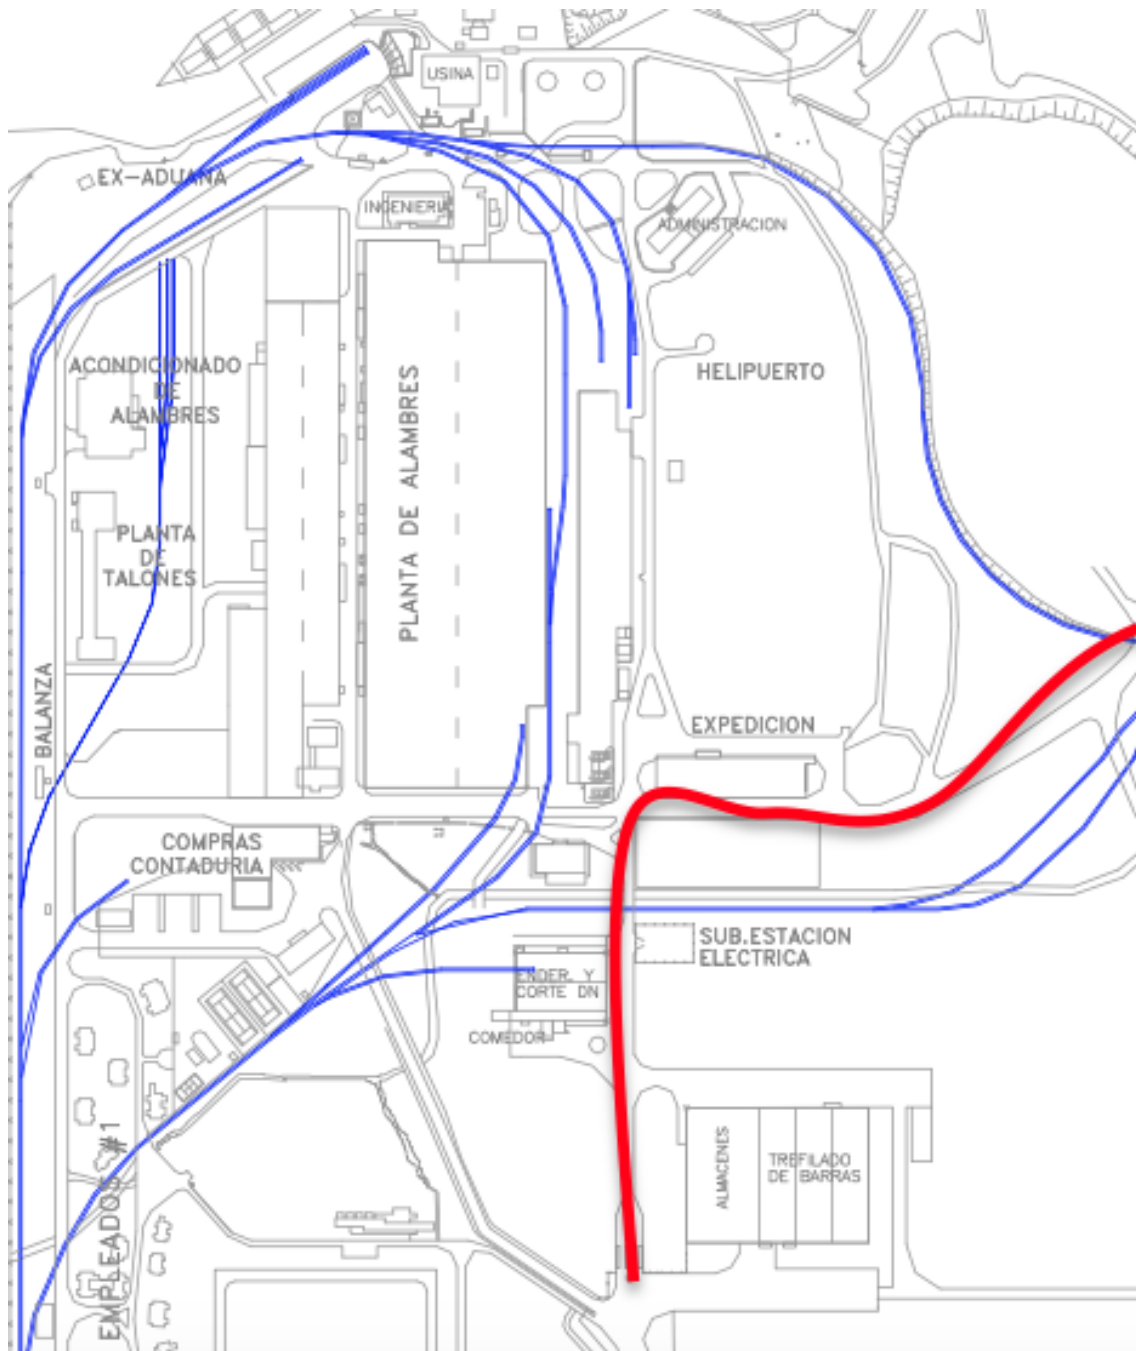 USINA
EX-ADUANA
INGENIERIA
ADMINISTRACION
ACONDICIONADO
DE
ALAMBRES
HELIPUERTO
PLANTA DE ALAMBRES
PLANTA
DE
TALONES
BALANZA
EXPEDICION
COMPRAS
CONTADURIA
SUB.ESTACION
ELECTRICA
ENDER. Y
CORTE DN
COMEDOR
EMPLEADOS #1
ALMACENES
TREFILADO
DE BARRAS